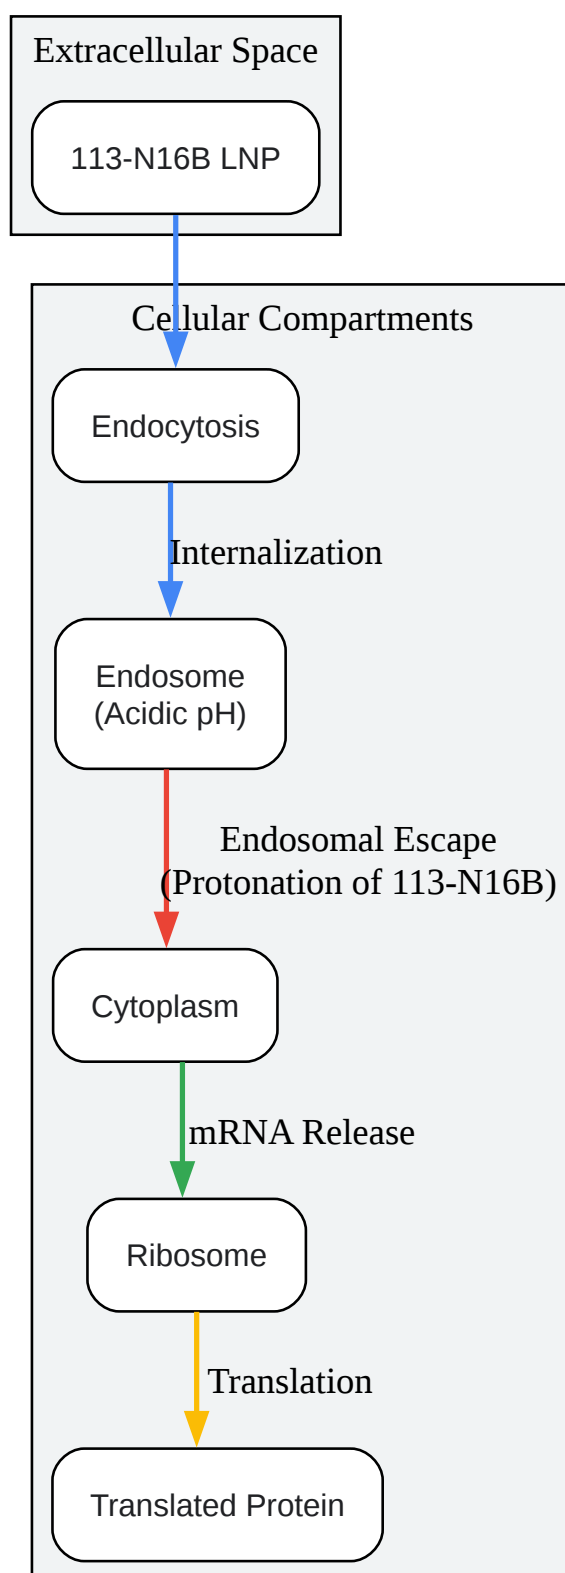 Extracellular Space
113-N16B LNP
Cellular Compartments
Endocytosis
Internalization
Endosome
(Acidic pH)
Endosomal Escape
(Protonation of 113-N16B)
Cytoplasm
mRNA Release
Ribosome
Translation
Translated Protein